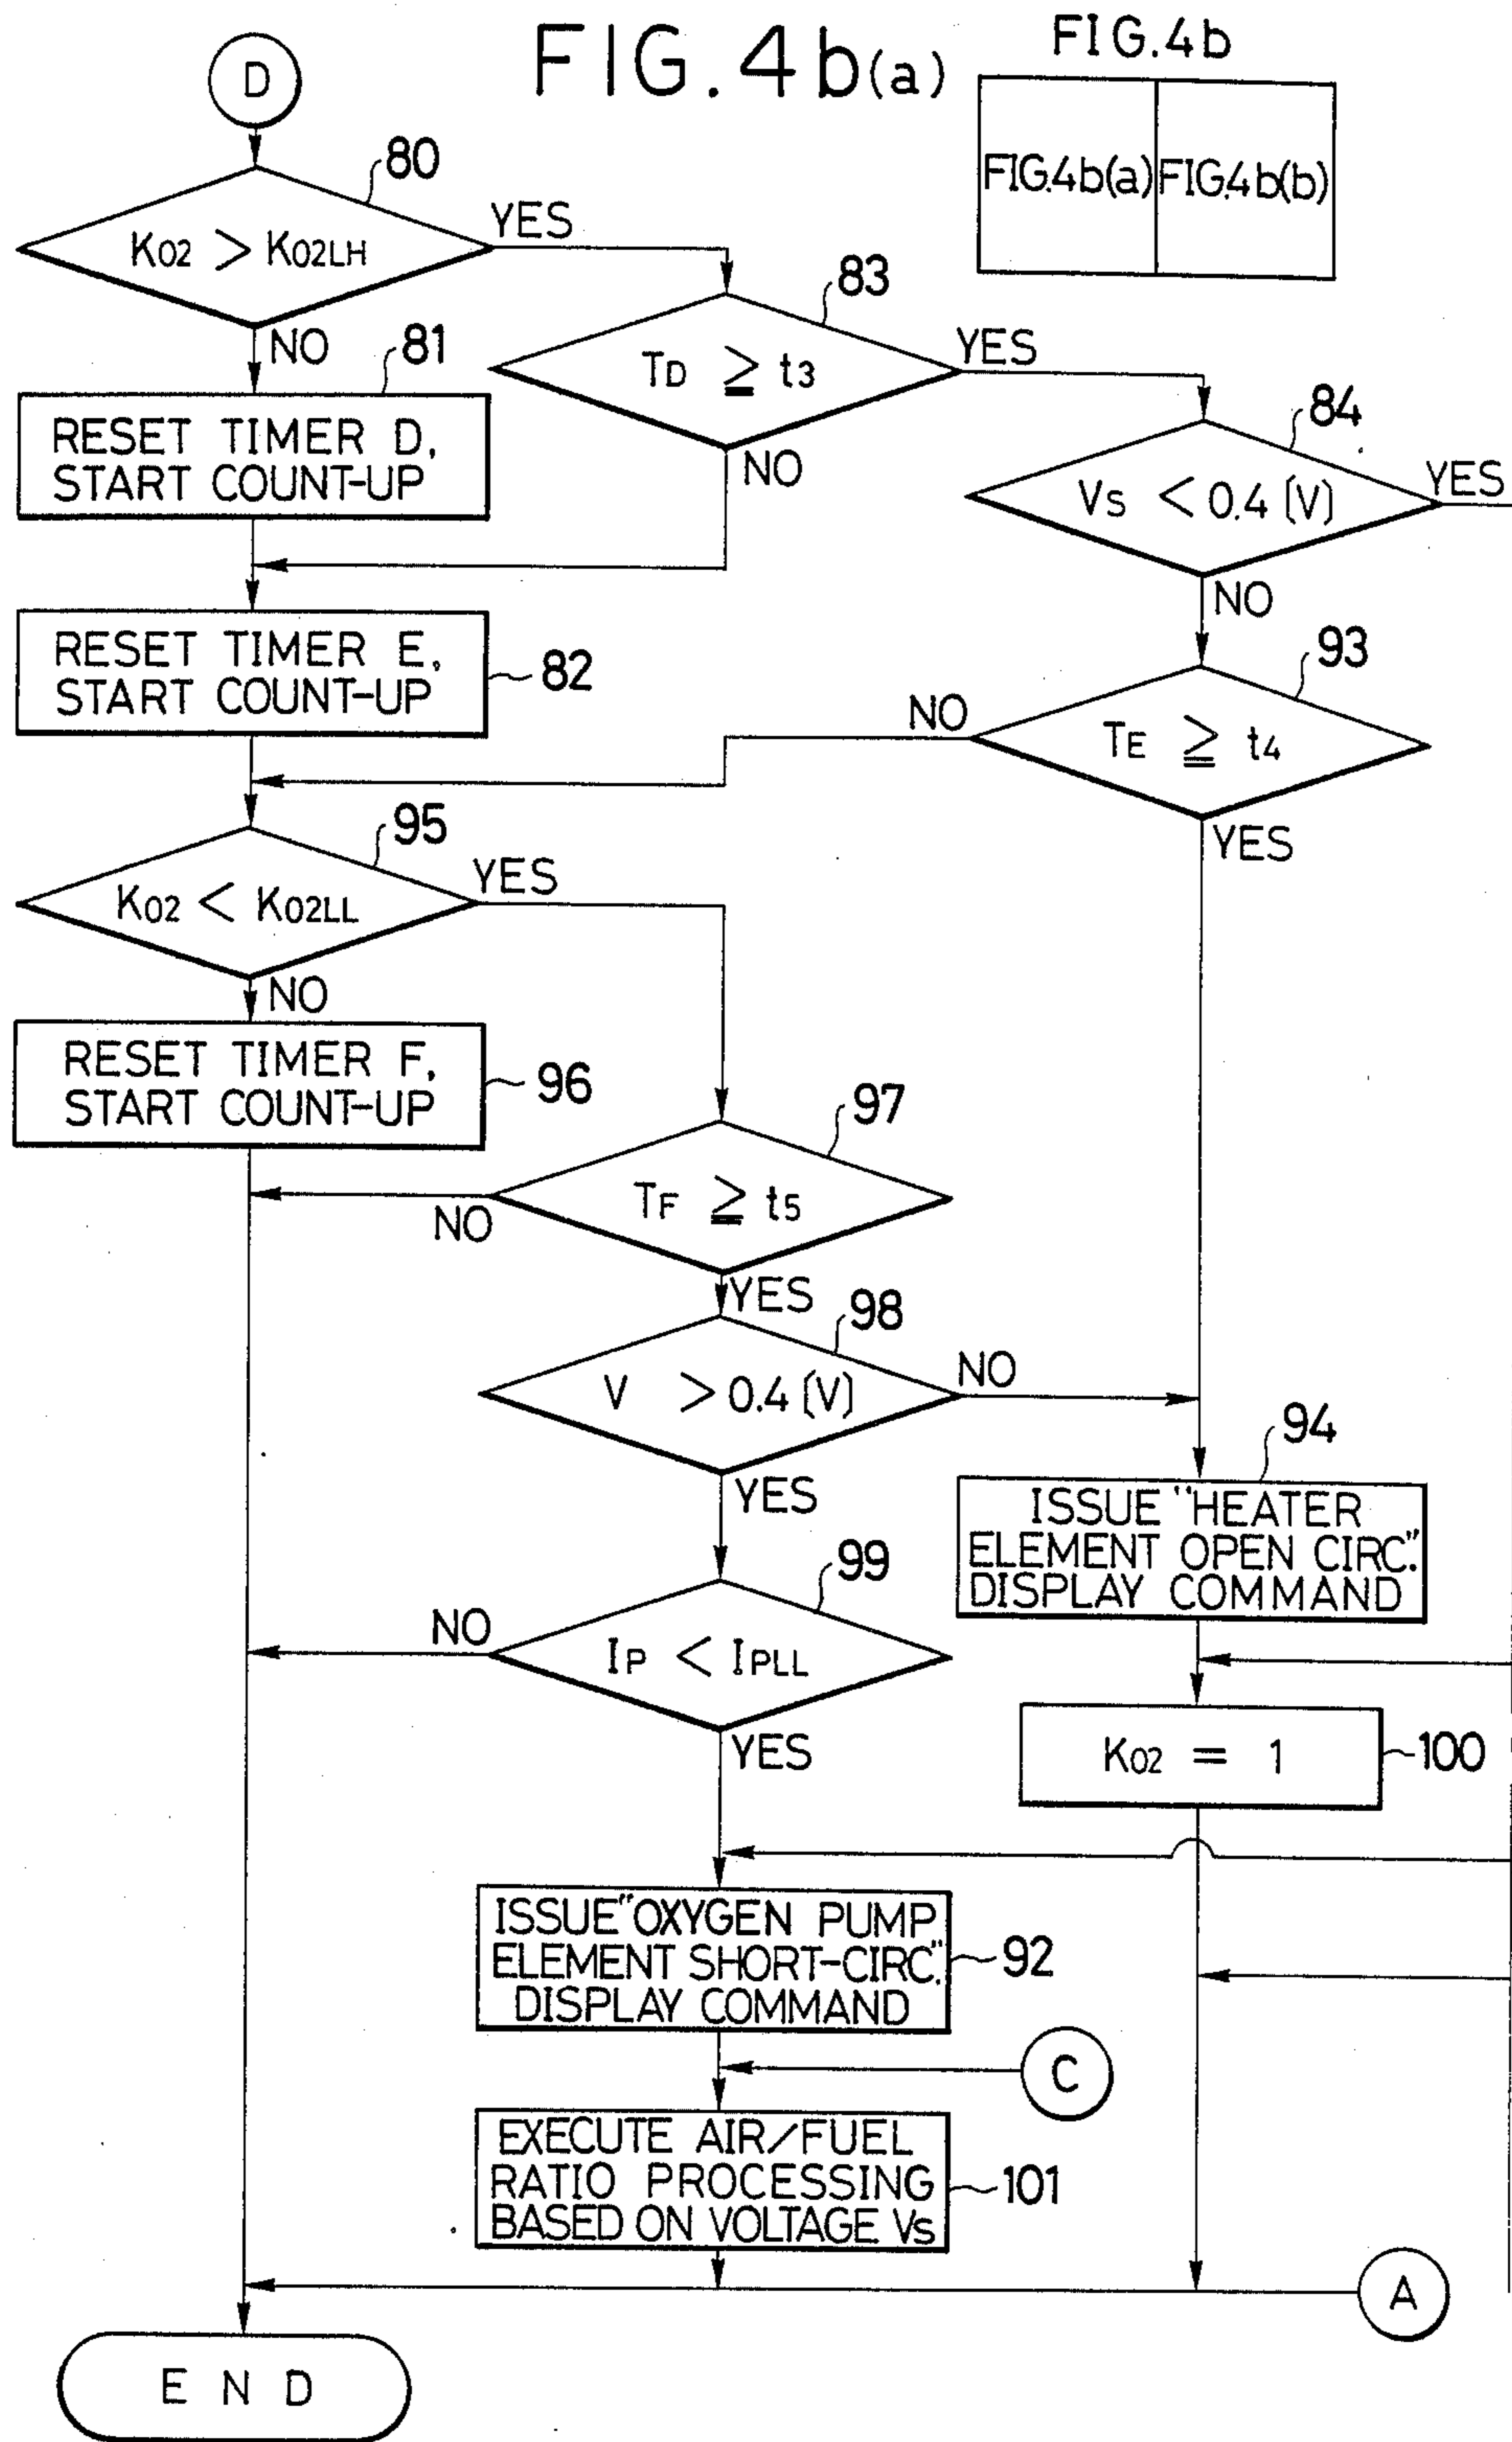 FIG.4b(a)
FIG.4b
FIG.4b(a) FIG.4b(b)
D
80
KO2 > KO2LH
YES
NO
83
TD ≧ t3
YES
NO
81
RESET TIMER D,
START COUNT-UP
84
VS < 0.4 (V)
YES
NO
RESET TIMER E,
START COUNT-UP
82
93
TE ≧ t4
NO
YES
95
KO2 < KO2LL
YES
NO
RESET TIMER F,
START COUNT-UP
96
97
TF ≧ t5
NO
YES
98
V > 0.4 (V)
NO
YES
94
ISSUE "HEATER
ELEMENT OPEN CIRC."
DISPLAY COMMAND
99
IP < IPLL
NO
YES
KO2 = 1
100
ISSUE "OXYGEN PUMP
ELEMENT SHORT-CIRC."
DISPLAY COMMAND
92
C
EXECUTE AIR/FUEL
RATIO PROCESSING
BASED ON VOLTAGE VS
101
A
END